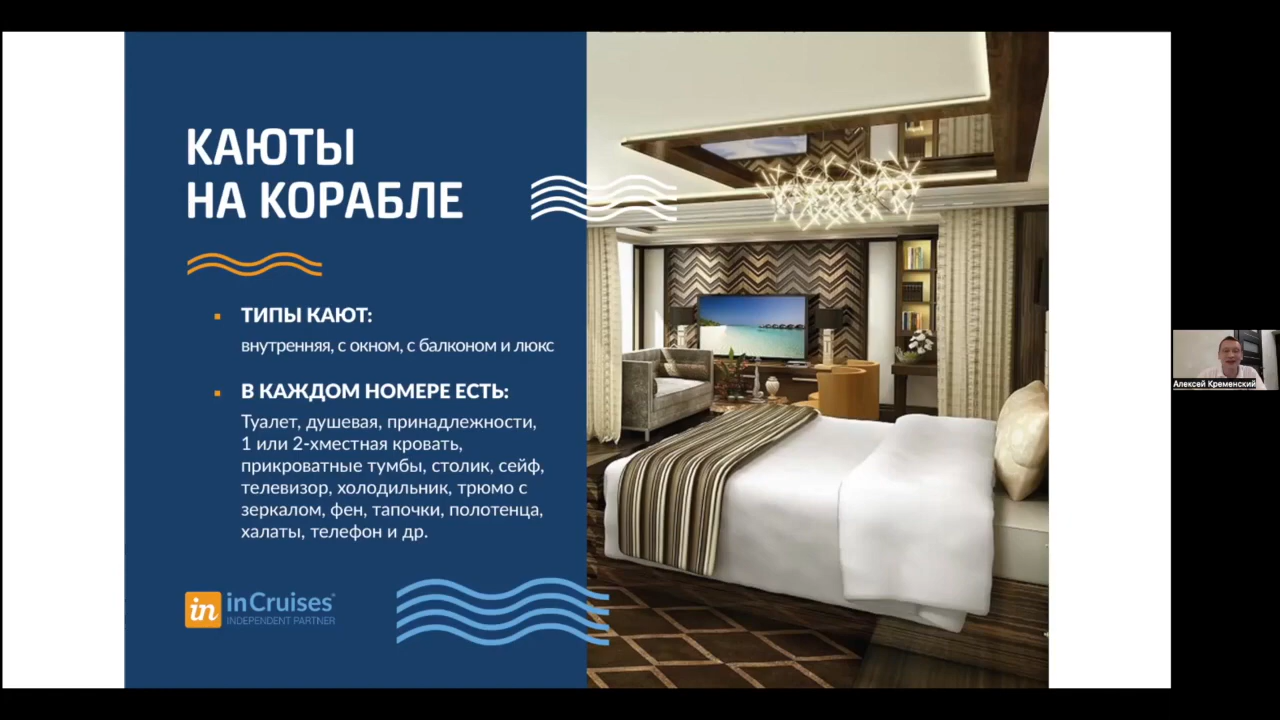 КАЮТЫ
НА КОРАБЛЕ
ТИПЫ КАЮТ:
внутренняя, с окном, с балконом и люкс
В КАЖДОМ НОМЕРЕ ЕСТЬ:
Туалет, душевая, принадлежности,
1 или 2-хместная кровать,
прикроватные тумбы, столик, сейф,
телевизор, холодильник, трюмо с
зеркалом, фен, тапочки, полотенца,
халаты, телефон и др.
in inCruises®
INDEPENDENT PARTNER
Алексей Кременский